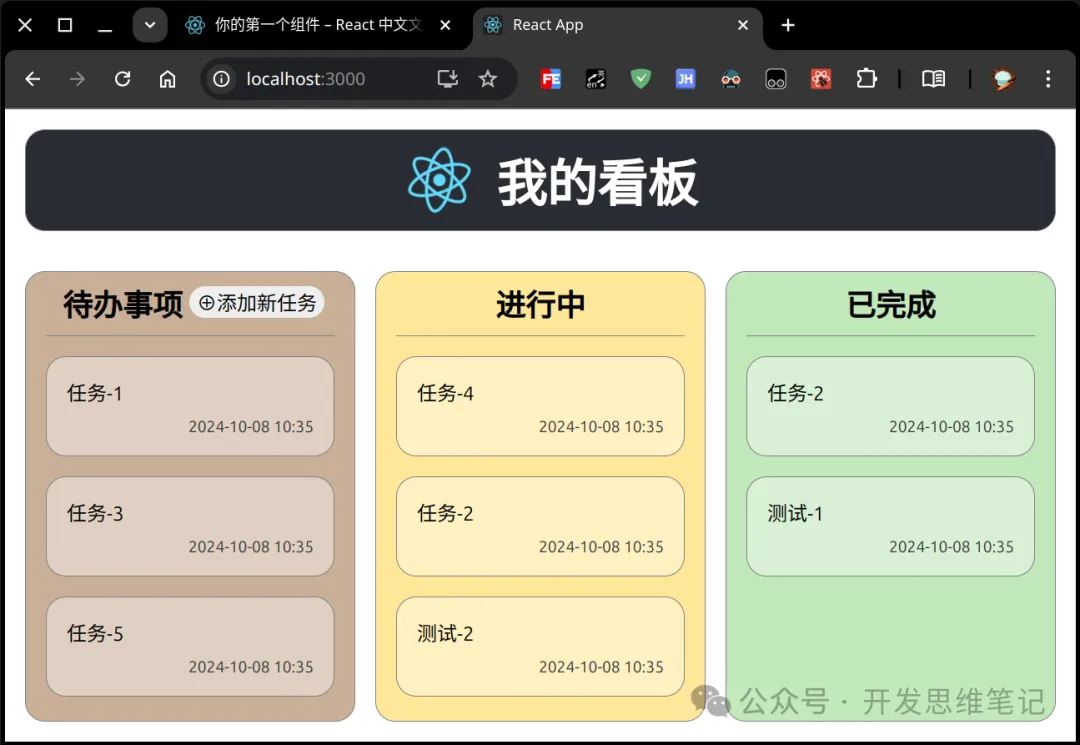 你的第一个组件 – React 中文文
React App
localhost:3000
FE
en
JH
我的看板
待办事项
⊕添加新任务
任务-1
2024-10-08 10:35
任务-3
2024-10-08 10:35
任务-5
2024-10-08 10:35
进行中
任务-4
2024-10-08 10:35
任务-2
2024-10-08 10:35
测试-2
2024-10-08 10:35
已完成
任务-2
2024-10-08 10:35
测试-1
2024-10-08 10:35
公众号 · 开发思维笔记